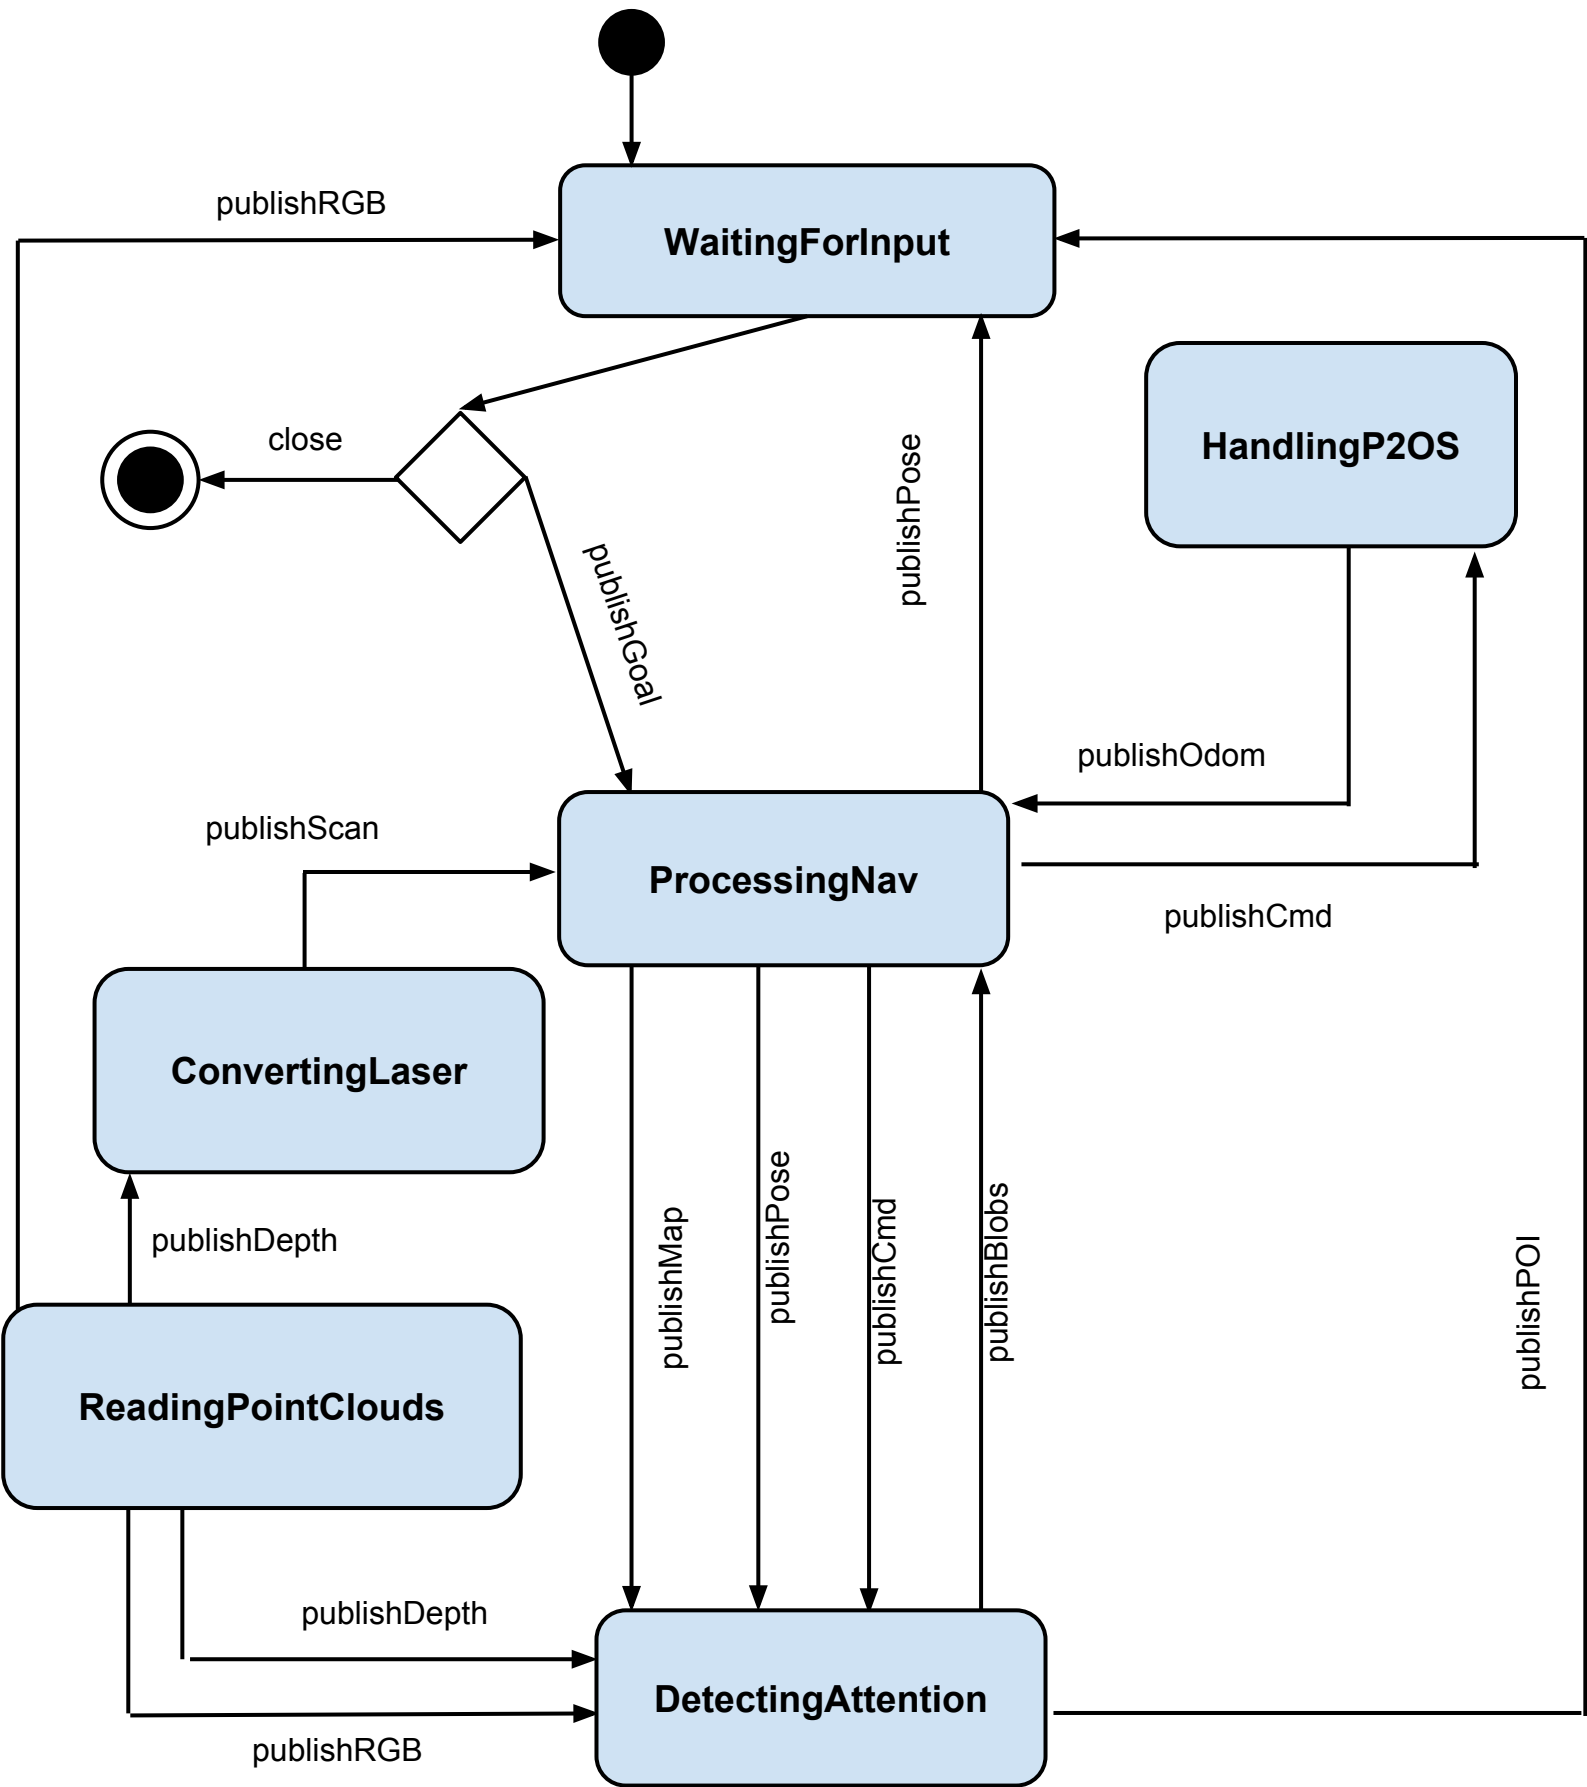 publishRGB
WaitingForInput
close
publishGoal
publishPose
HandlingP2OS
publishOdom
publishScan
ProcessingNav
publishCmd
ConvertingLaser
publishDepth
publishMap
publishPose
publishCmd
publishBlobs
publishPOI
ReadingPointClouds
publishDepth
DetectingAttention
publishRGB